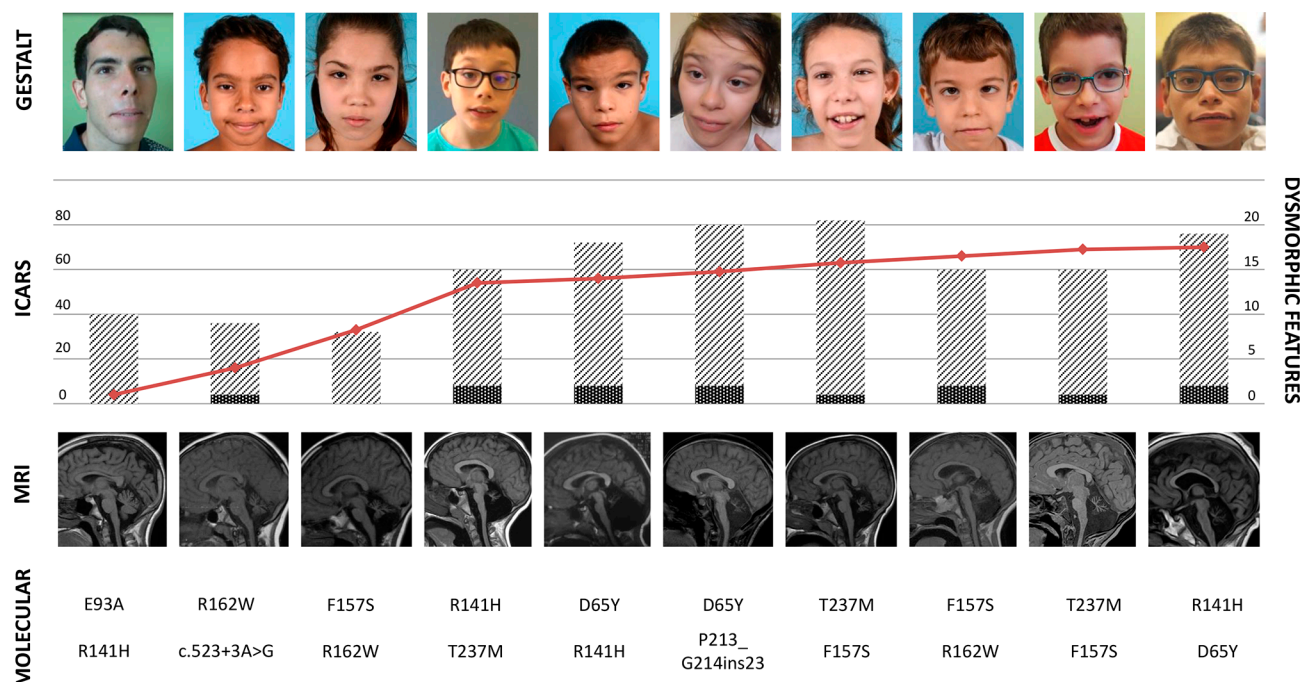 GESTALT
ICARS
80
60
40
20
0
20
15
10
5
0
DYSMORPHIC FEATURES
MRI
MOLECULAR
E93A R162W F157S R141H D65Y D65Y T237M F157S T237M R141H
R141H c.523+3A>G R162W T237M R141H P213_ F157S R162W F157S D65Y
G214ins23